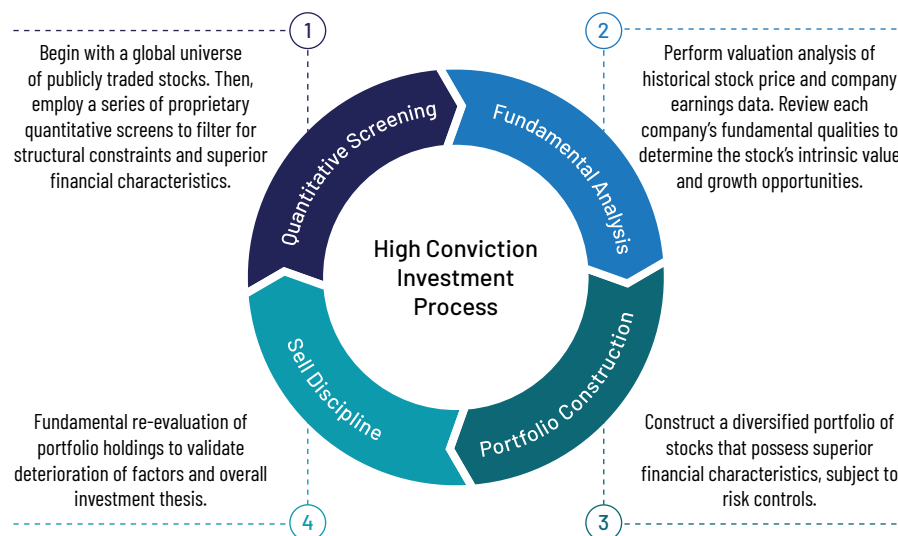 1
Begin with a global universe
of publicly traded stocks. Then,
employ a series of proprietary
quantitative screens to filter for
structural constraints and superior
financial characteristics.
2
Perform valuation analysis of
historical stock price and company
earnings data. Review each
company's fundamental qualities to
determine the stock's intrinsic value
and growth opportunities.
Quantitative Screening
Fundamental Analysis
High Conviction
Investment
Process
Sell Discipline
Portfolio Construction
Fundamental re-evaluation of
portfolio holdings to validate
deterioration of factors and overall
investment thesis.
4
Construct a diversified portfolio of
stocks that possess superior
financial characteristics, subject to
risk controls.
3